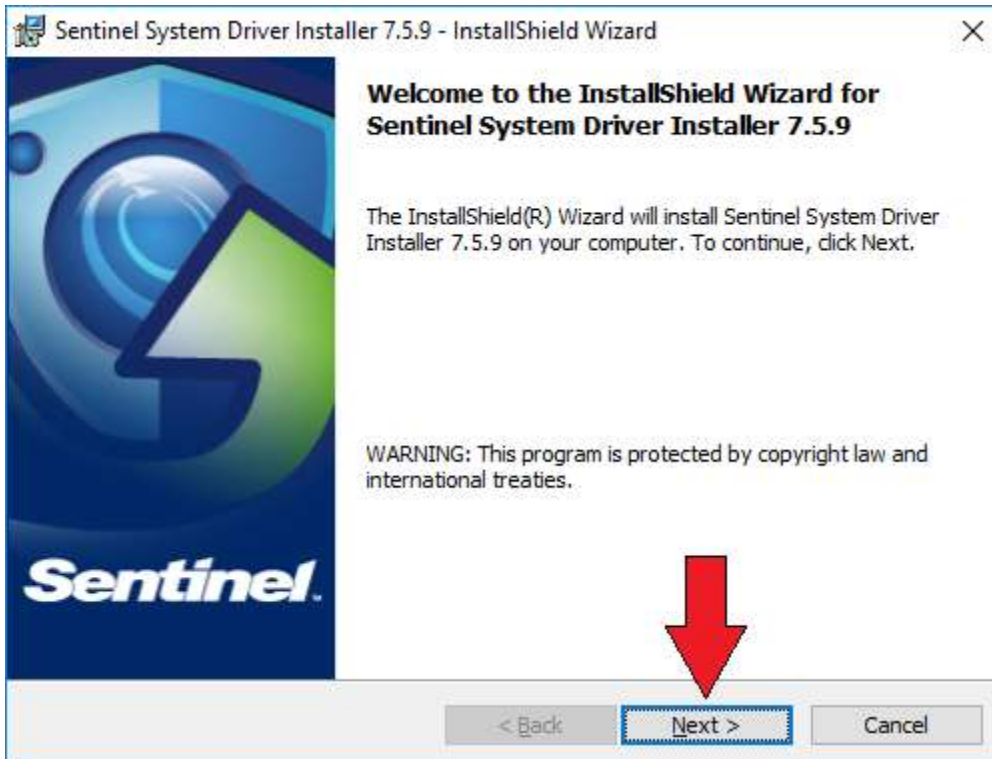 Sentinel System Driver Installer 7.5.9 - InstallShield Wizard
Welcome to the InstallShield Wizard for
Sentinel System Driver Installer 7.5.9
The InstallShield(R) Wizard will install Sentinel System Driver
Installer 7.5.9 on your computer. To continue, click Next.
WARNING: This program is protected by copyright law and
international treaties.
Sentinel™
< Back
Next >
Cancel